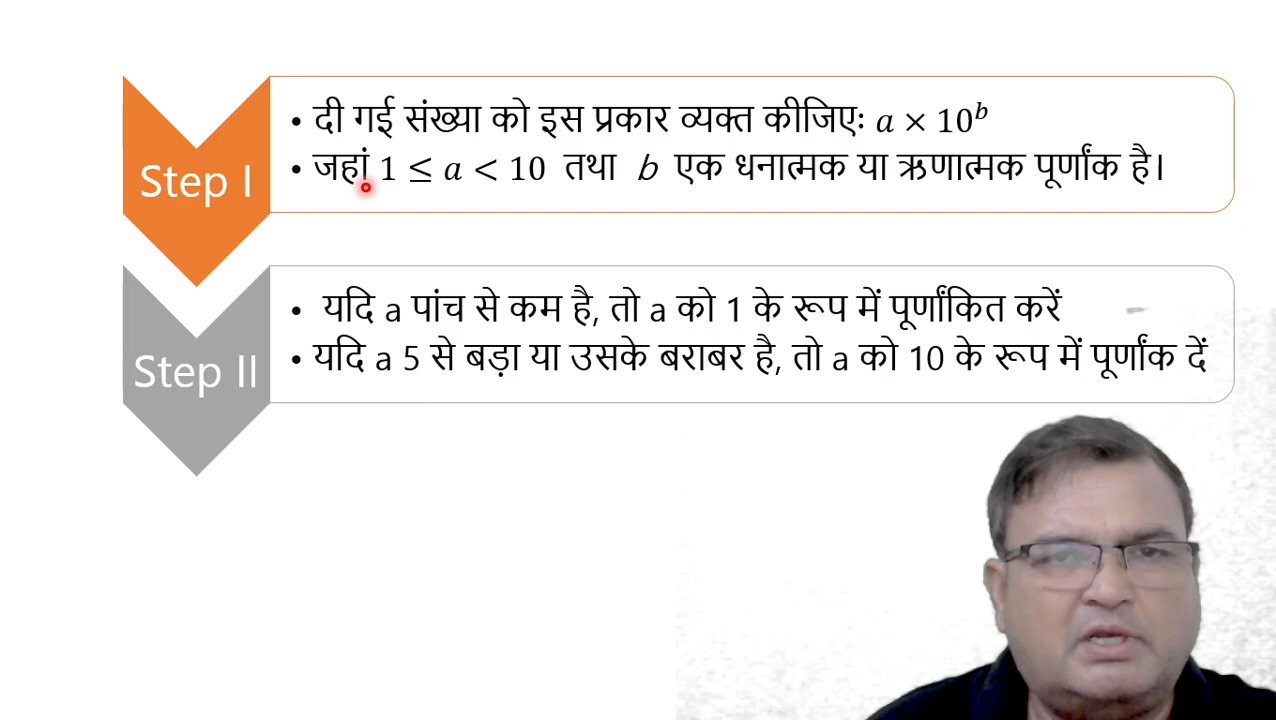 Step I
• दी गई संख्या को इस प्रकार व्यक्त कीजिएः a × 10^b
• जहां 1 ≤ a < 10 तथा b एक धनात्मक या ऋणात्मक पूर्णांक है।
Step II
• यदि a पांच से कम है, तो a को 1 के रूप में पूर्णांकित करें
• यदि a 5 से बड़ा या उसके बराबर है, तो a को 10 के रूप में पूर्णांक दें